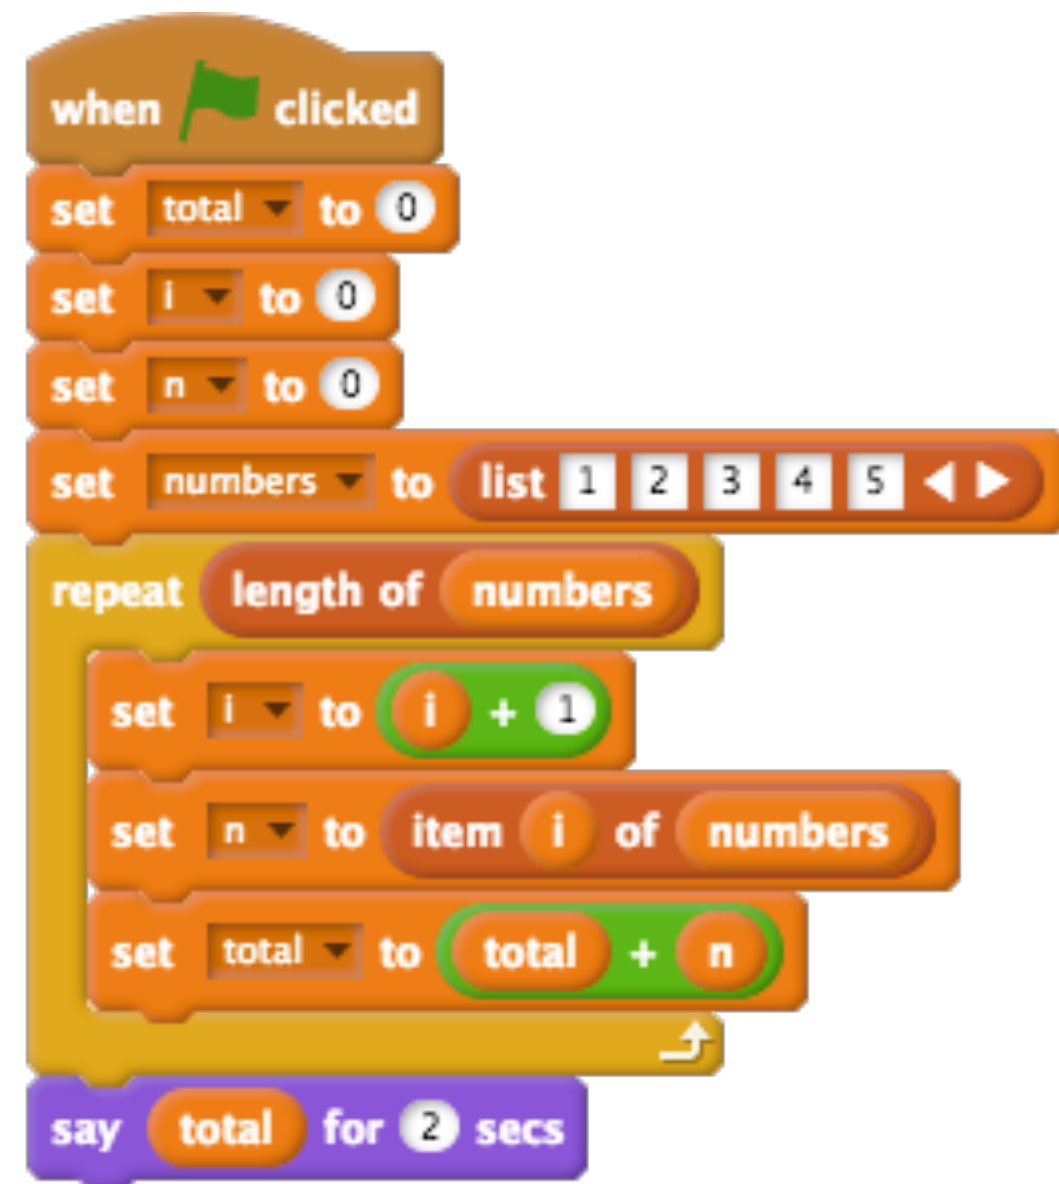 when clicked
set total to 0
set i to 0
set n to 0
set numbers to list 1 2 3 4 5
repeat length of numbers
set i to i + 1
set n to item i of numbers
set total to total + n
say total for 2 secs